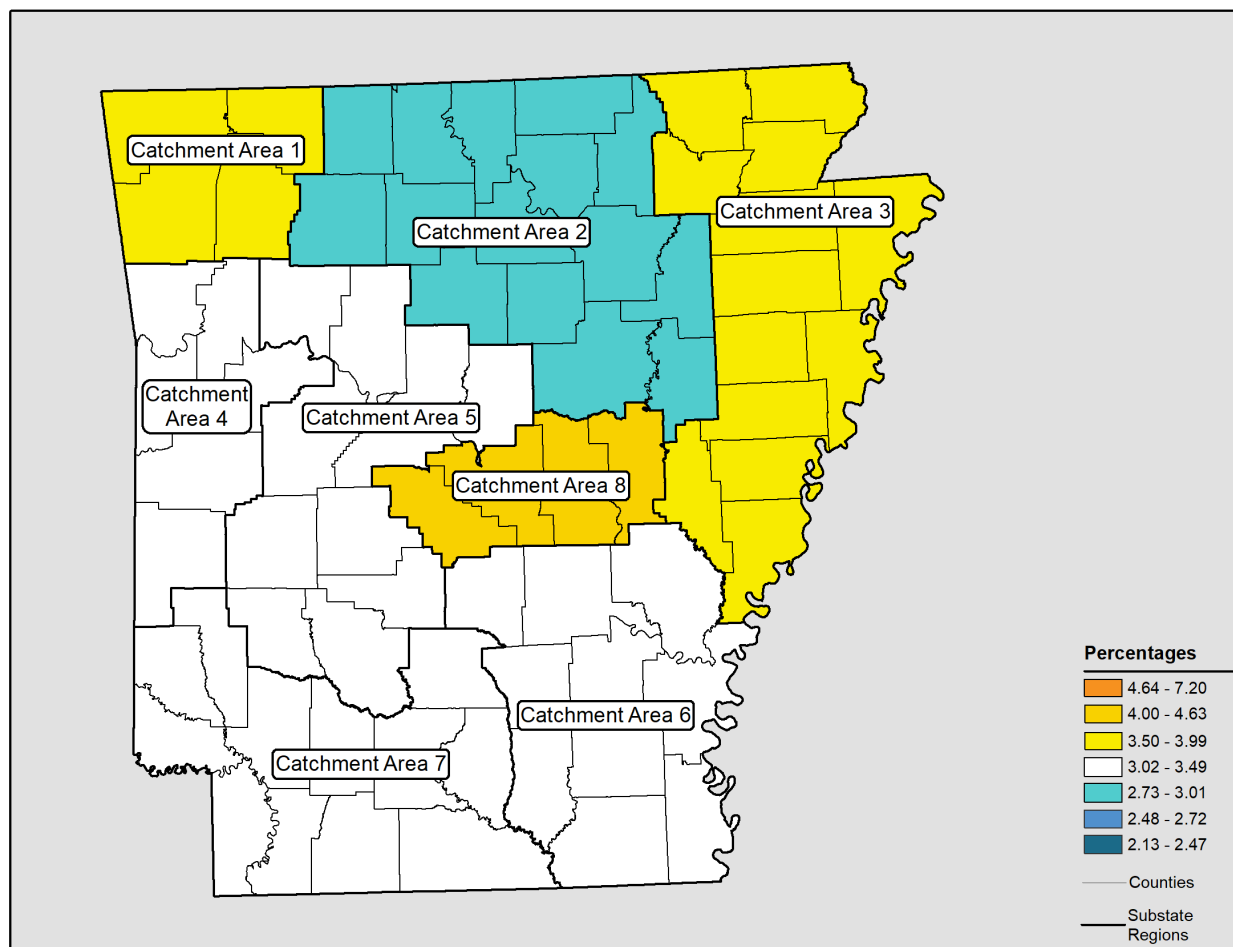 Catchment Area 1
Catchment Area 3
Catchment Area 2
Catchment
Area 4
Catchment Area 5
Catchment Area 8
Catchment Area 6
Catchment Area 7
Percentages
4.64 - 7.20
4.00 - 4.63
3.50 - 3.99
3.02 - 3.49
2.73 - 3.01
2.48 - 2.72
2.13 - 2.47
Counties
Substate
Regions